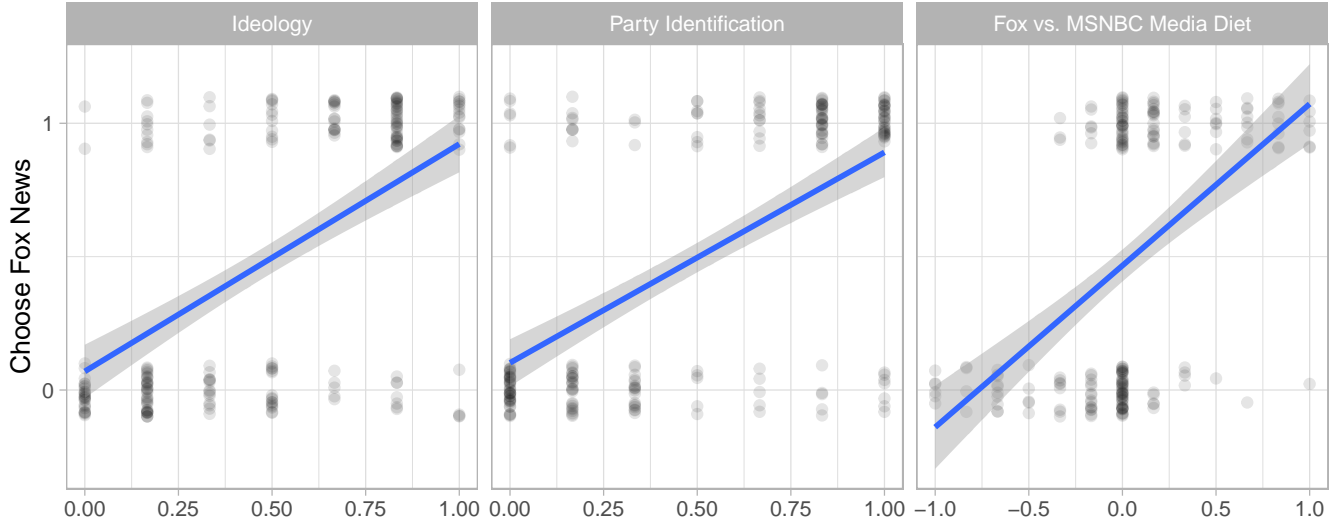 Ideology
Party Identification
Fox vs. MSNBC Media Diet
Choose Fox News
1
0
0.00 0.25 0.50 0.75 1.00
0.00 0.25 0.50 0.75 1.00
−1.0 −0.5 0.0 0.5 1.0